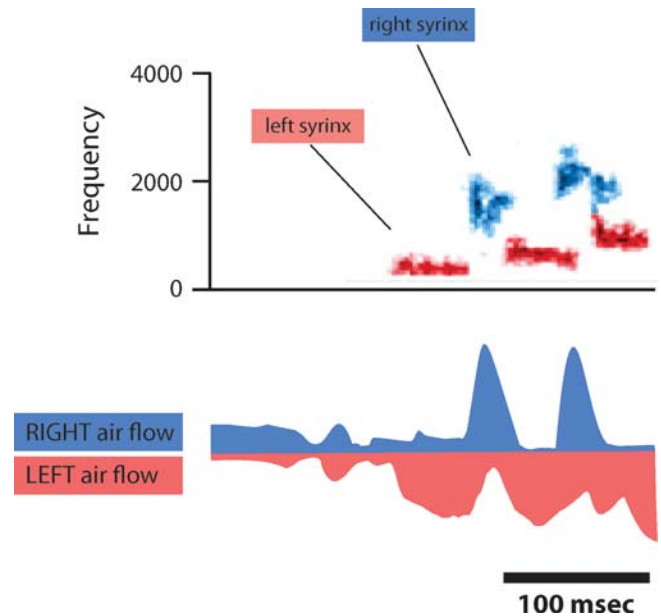 right syrinx
4000
left syrinx
2000
Frequency
0
RIGHT air flow
LEFT air flow
100 msec